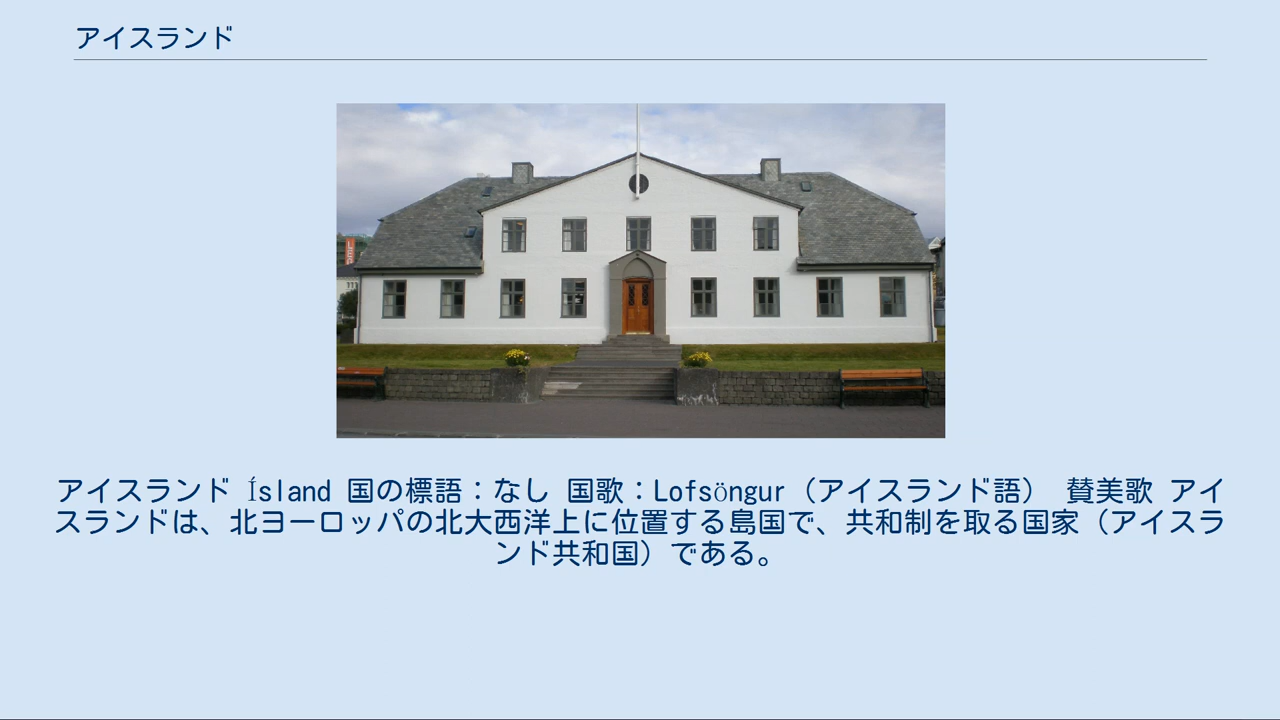 アイスランド
アイスランド Ísland 国の標語：なし 国歌：Lofsöngur（アイスランド語） 賛美歌 アイ
スランドは、北ヨーロッパの北大西洋上に位置する島国で、共和制を取る国家（アイスラ
ンド共和国）である。